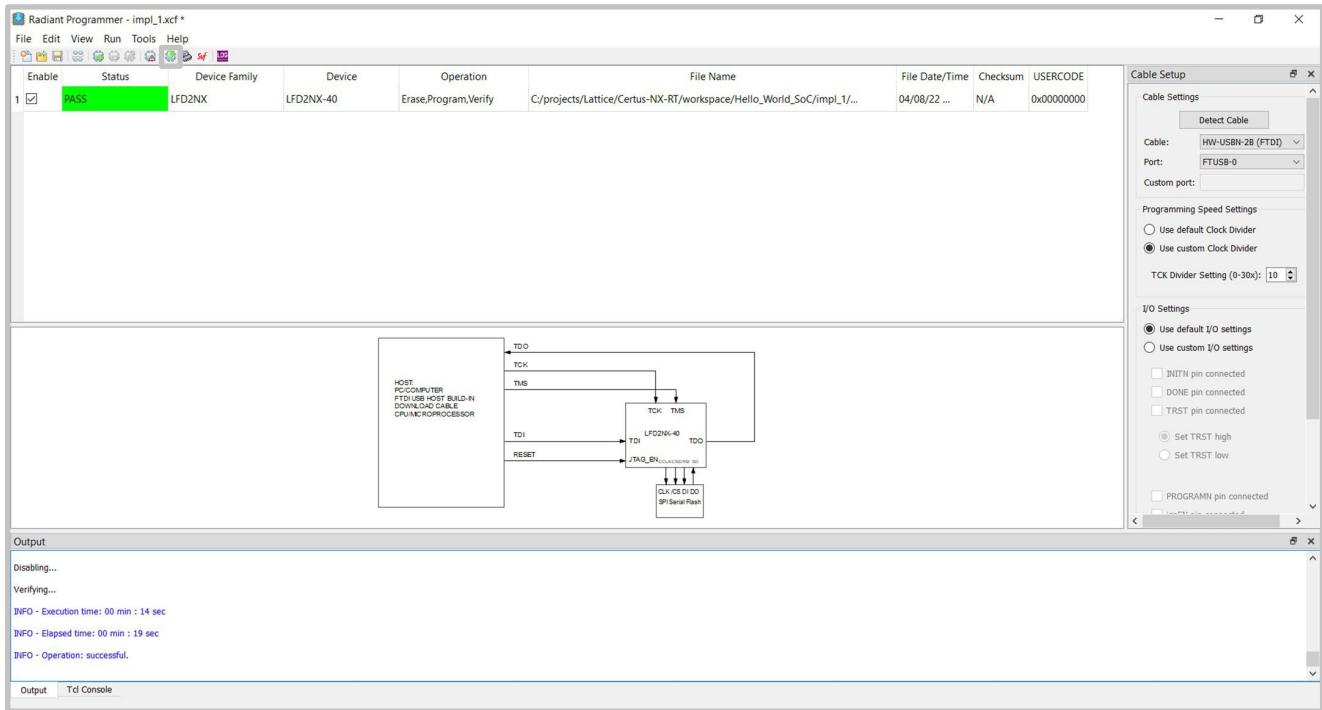 Radiant Programmer - impl_1.xcf *
File Edit View Run Tools Help
Enable Status Device Family Device Operation File Name File Date/Time Checksum USERCODE
1 PASS LFD2NX LFD2NX-40 Erase,Program,Verify C:/projects/Lattice/Certus-NX-RT/workspace/Hello_World_SoC/impl_1/... 04/08/22 ... N/A 0x00000000
Cable Setup
Cable Settings
Detect Cable
Cable: HW-USBN-2B (FTDI)
Port: FTUSB-0
Custom port:
Programming Speed Settings
Use default Clock Divider
Use custom Clock Divider
TCK Divider Setting (0-30x): 10
I/O Settings
Use default I/O settings
Use custom I/O settings
INITN pin connected
DONE pin connected
TRST pin connected
Set TRST high
Set TRST low
PROGRAMN pin connected
TDO
TCK
TMS
HOST:
PC/COMPUTER
FTDI USB HOST BUILD-IN
DOWNLOAD CABLE
CPU/MICROPROCESSOR
TDI
RESET
TCK TMS
LFD2NX-40
TDI TDO
JTAG_EN
CLK /CS DI DO
SPI Serial Flash
Output
Disabling...
Verifying...
INFO - Execution time: 00 min : 14 sec
INFO - Elapsed time: 00 min : 19 sec
INFO - Operation: successful.
Output Tcl Console